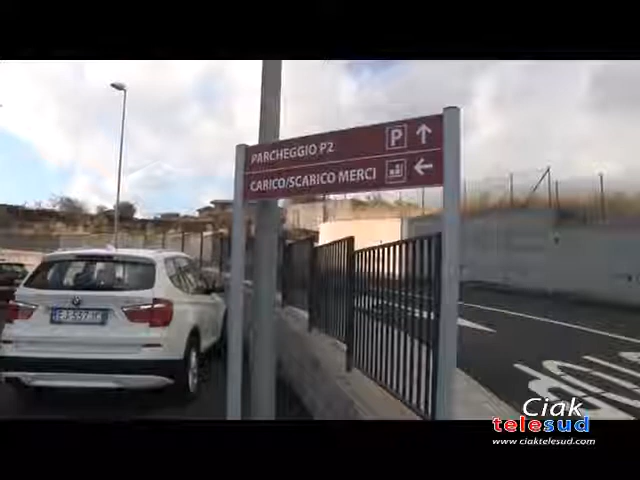 PARCHEGGIO P2 P
CARICO/SCARICO MERCI
Ciak
telesud
www.ciaktelesud.com